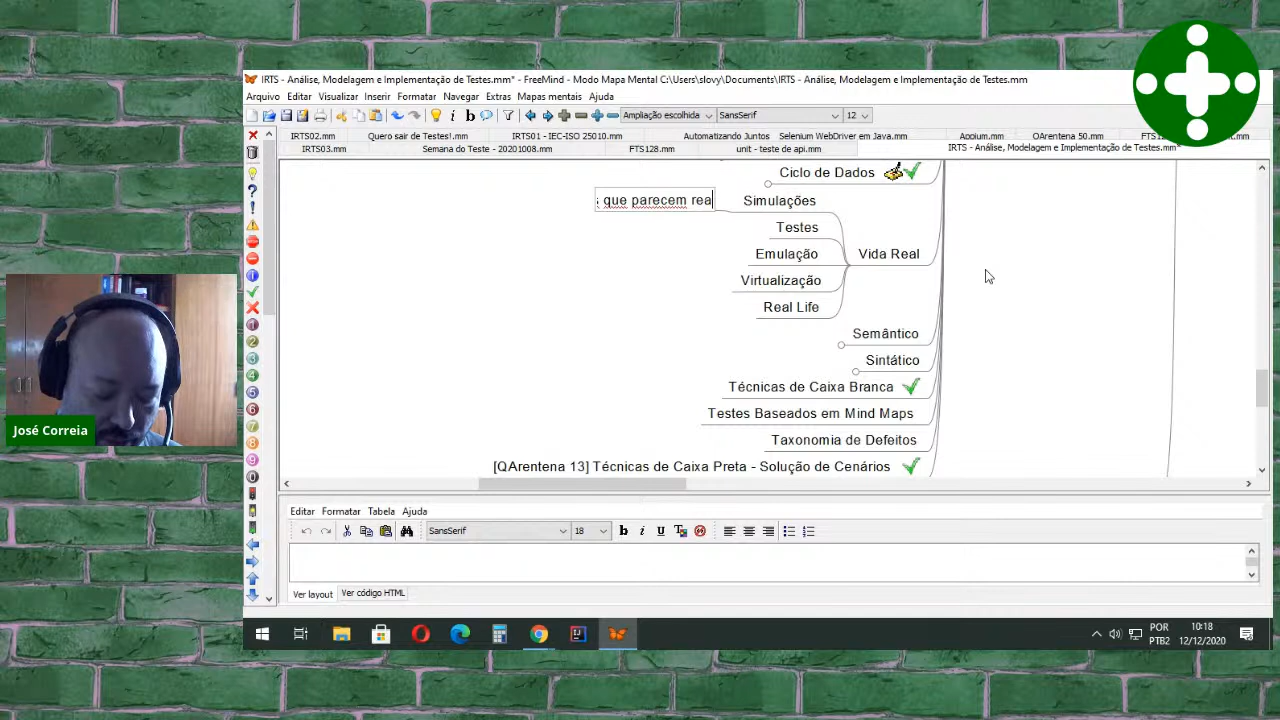 IRTS - Análise, Modelagem e Implementação de Testes.mm* - FreeMind - Modo Mapa Mental C:\Users\slovy\Documents\IRTS - Análise, Modelagem e Implementação de Testes.mm)
Arquivo Editar Visualizar Inserir Formatar Navegar Extras Mapas mentais Ajuda
Ampliação escolhida SansSerif 12
IRTS02.mm Quero sair de Testes!.mm IRTS01 - IEC-ISO 25010.mm Automatizando Juntos Selenium WebDriver em Java.mm Appium.mm QArentena 50.mm
IRTS03.mm Semana do Teste - 20201008.mm FTS128.mm unit - teste de api.mm IRTS - Análise, Modelagem e Implementação de Testes.mm*
Ciclo de Dados
que parecem rea Simulações
Testes
Emulação Vida Real
Virtualização
Real Life
Semântico
Sintático
Técnicas de Caixa Branca
Testes Baseados em Mind Maps
Taxonomia de Defeitos
[QArentena 13] Técnicas de Caixa Preta - Solução de Cenários
José Correia
Editar Formatar Tabela Ajuda
SansSerif 18
Ver layout Ver código HTML
POR 10:18
PTB2 12/12/2020